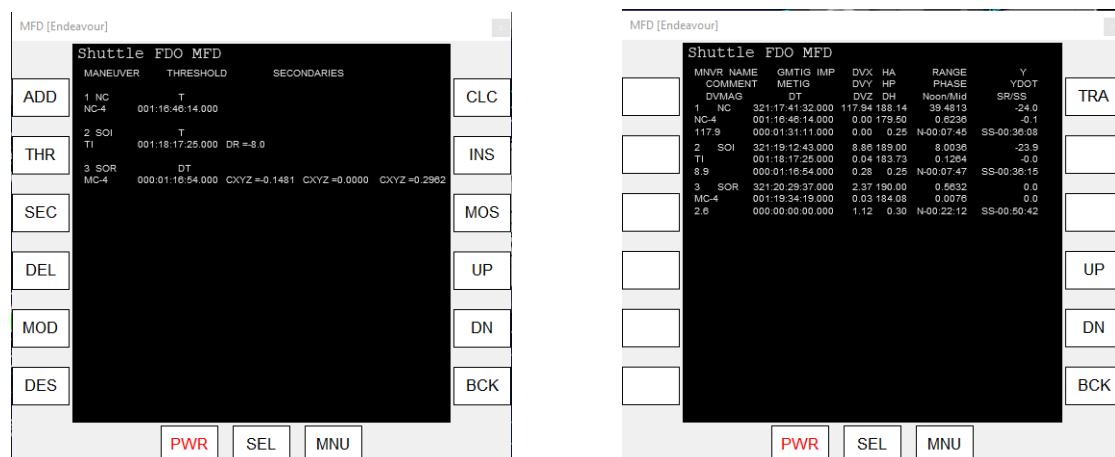 MFD [Endeavour]
Shuttle FDO MFD
MANEUVER THRESHOLD SECONDARIES
1 NC T
NC-4 001:16:46:14.000
2 SOI T
TI 001:18:17:25.000 DR =-8.0
3 SOR DT
MC-4 000:01:16:54.000 CXYZ =-0.1481 CXYZ =0.0000 CXYZ =0.2962
ADD
THR
SEC
DEL
MOD
DES
CLC
INS
MOS
UP
DN
BCK
PWR SEL MNU
MFD [Endeavour]
Shuttle FDO MFD
MNVR NAME GMTIG IMP DVX HA RANGE Y
COMMENT METIG DVY HP PHASE YDOT
DVMAG DT DVZ DH Noon/Mid SR/SS
1 NC 321:17:41:32.000 117.94 188.14 39.4813 -24.0
NC-4 001:16:46:14.000 0.00 179.50 0.6236 -0.1
117.9 000:01:31:11.000 0.00 0.25 N-00:07:45 SS-00:36:08
2 SOI 321:19:12:43.000 8.86 189.00 8.0036 -23.9
TI 001:18:17:25.000 0.04 183.73 0.1264 -0.0
8.9 000:01:16:54.000 0.28 0.25 N-00:07:47 SS-00:36:15
3 SOR 321:20:29:37.000 2.37 190.00 0.5632 0.0
MC-4 001:19:34:19.000 0.03 184.08 0.0076 0.0
2.6 000:00:00:00.000 1.12 0.30 N-00:22:12 SS-00:50:42
TRA
UP
DN
BCK
PWR SEL MNU